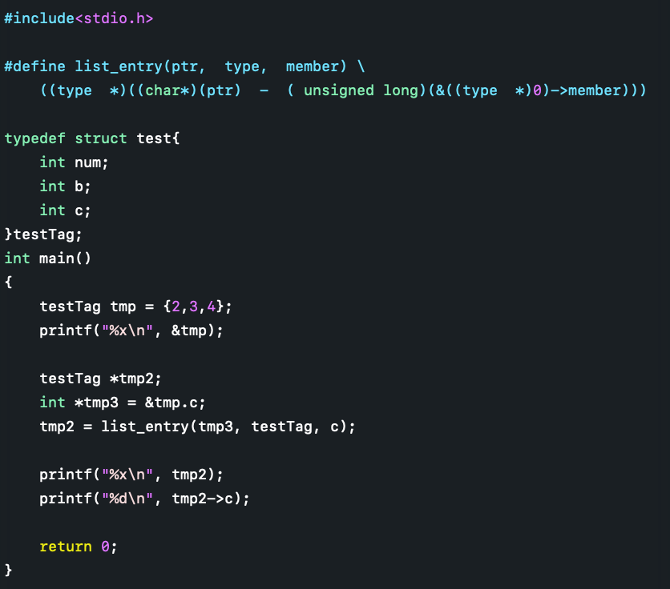 #include<stdio.h>

#define list_entry(ptr,  type,  member) \
    ((type  *)((char*)(ptr)  -  ( unsigned long)(&((type  *)0)->member)))

typedef struct test{
    int num;
    int b;
    int c;
}testTag;
int main()
{
    testTag tmp = {2,3,4};
    printf("%x\n", &tmp);

    testTag *tmp2;
    int *tmp3 = &tmp.c;
    tmp2 = list_entry(tmp3, testTag, c);

    printf("%x\n", tmp2);
    printf("%d\n", tmp2->c);

    return 0;
}